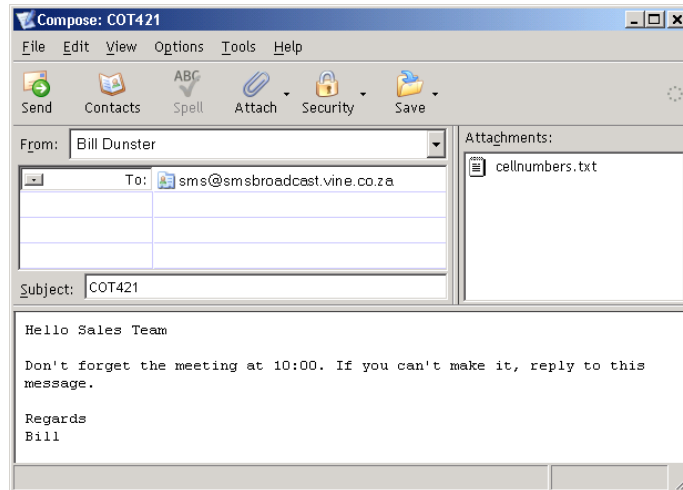 Compose: COT421
File Edit View Options Tools Help
ABC
Send Contacts Spell Attach Security Save
From: Bill Dunster
Attachments:
cellnumbers.txt
To: sms@smsbroadcast.vine.co.za
Subject: COT421
Hello Sales Team
Don't forget the meeting at 10:00. If you can't make it, reply to this
message.
Regards
Bill